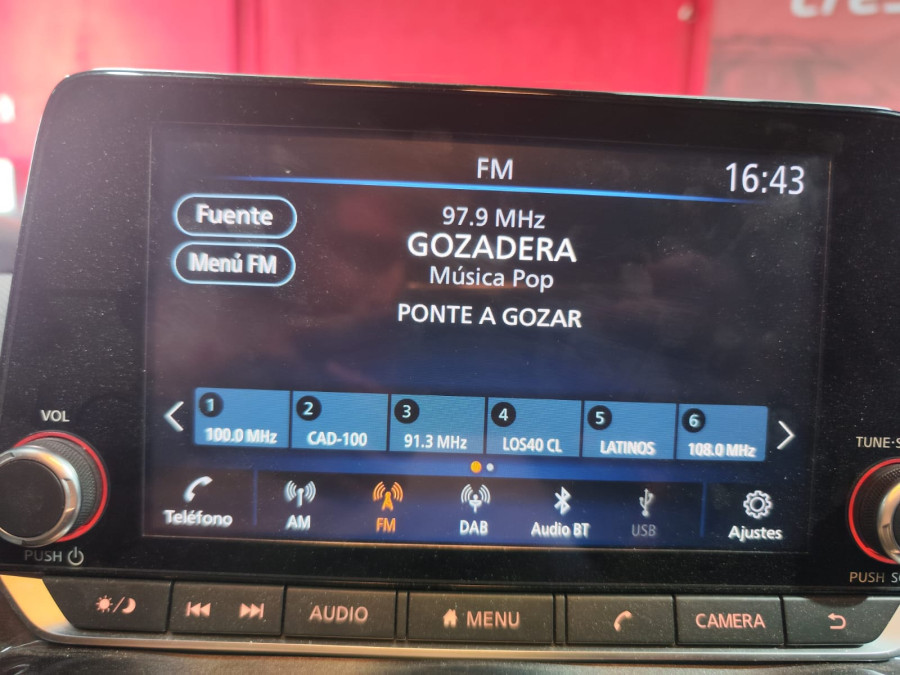 FM
16:43
Fuente
Menú FM
97.9 MHz
GOZADERA
Música Pop
PONTE A GOZAR
1
100.0 MHz
2
CAD-100
3
91.3 MHz
4
LOS40 CL
5
LATINOS
6
108.0 MHz
VOL
PUSH
TUNE·S
PUSH SO
Teléfono
AM
FM
DAB
Audio BT
USB
Ajustes
AUDIO
MENU
CAMERA